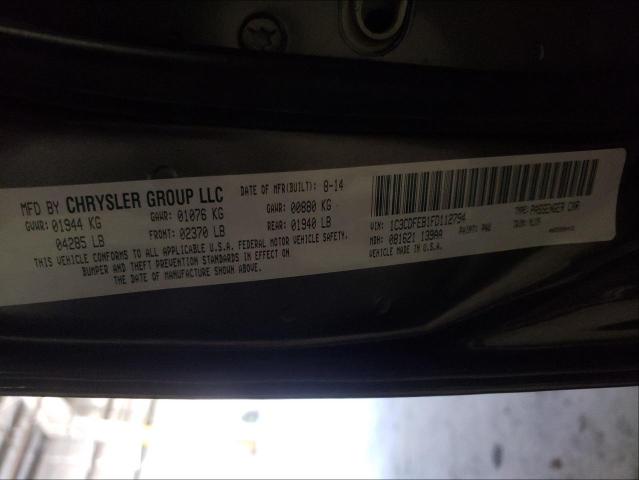 MFD BY CHRYSLER GROUP LLC DATE OF MFR(BUILT): 8-14
GVWR: 01944 KG GAWR: 01076 KG GAWR: 00880 KG
04285 LB FRONT: 02370 LB REAR: 01940 LB
THIS VEHICLE CONFORMS TO ALL APPLICABLE U.S.A. FEDERAL MOTOR VEHICLE SAFETY,
BUMPER AND THEFT PREVENTION STANDARDS IN EFFECT ON
THE DATE OF MANUFACTURE SHOWN ABOVE.
VIN: 1C3CDFEB1FD112794 TYPE: PASSENGER CAR
MDH: 081621 139AA PAINT:
VEHICLE MADE IN U.S.A.